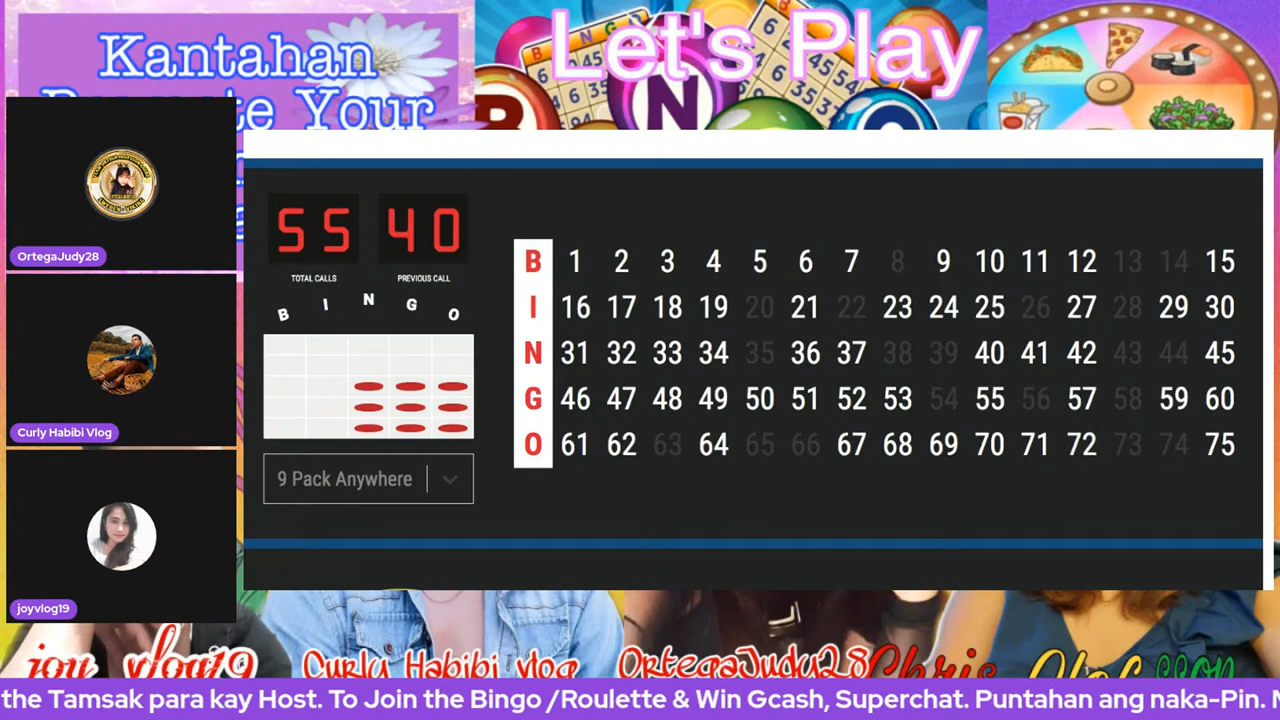 Kantahan
Let's Play
te Your
N
OrtegaJudy28
55 40
TOTAL CALLS PREVIOUS CALL
B I N G O
B 1 2 3 4 5 6 7 8 9 10 11 12 13 14 15
I 16 17 18 19 20 21 22 23 24 25 26 27 28 29 30
N 31 32 33 34 35 36 37 38 39 40 41 42 43 44 45
G 46 47 48 49 50 51 52 53 54 55 56 57 58 59 60
O 61 62 63 64 65 66 67 68 69 70 71 72 73 74 75
Curly Habibi Vlog
9 Pack Anywhere
joyvlog19
joy vlog19 Curly Habibi vlog OrtegaJudy28 Chris
the Tamsak para kay Host. To Join the Bingo /Roulette & Win Gcash, Superchat. Puntahan ang naka-Pin.